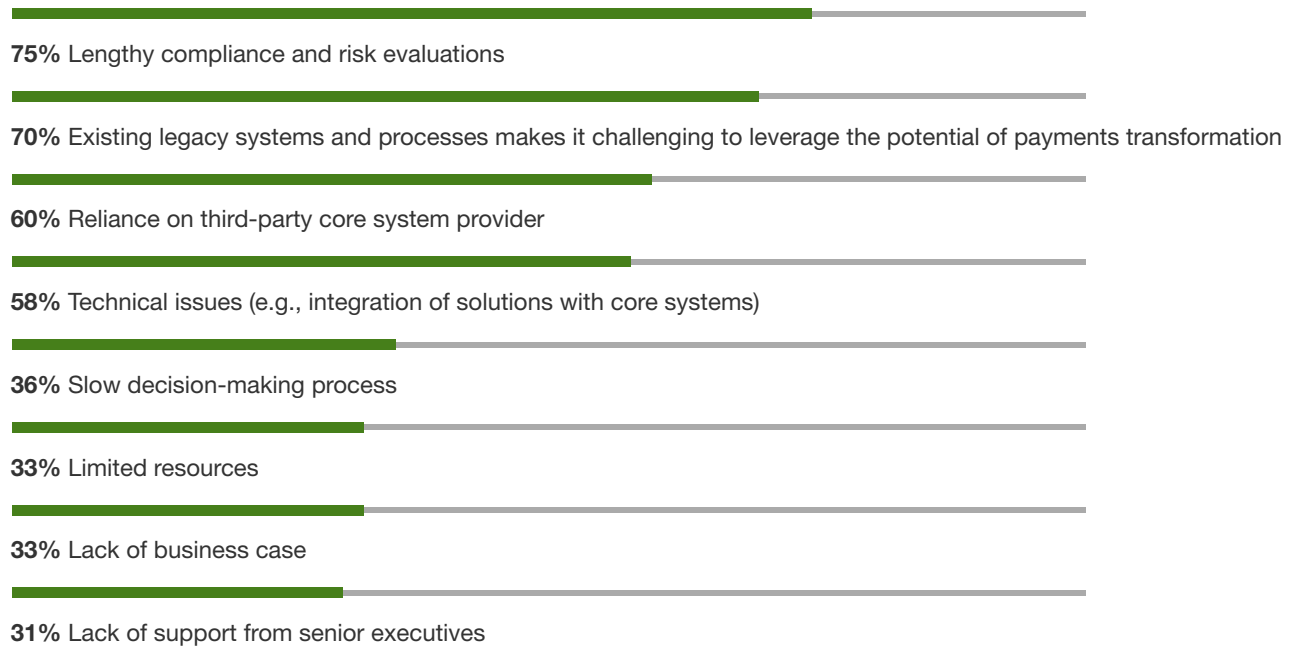 75% Lengthy compliance and risk evaluations
70% Existing legacy systems and processes makes it challenging to leverage the potential of payments transformation
60% Reliance on third-party core system provider
58% Technical issues (e.g., integration of solutions with core systems)
36% Slow decision-making process
33% Limited resources
33% Lack of business case
31% Lack of support from senior executives